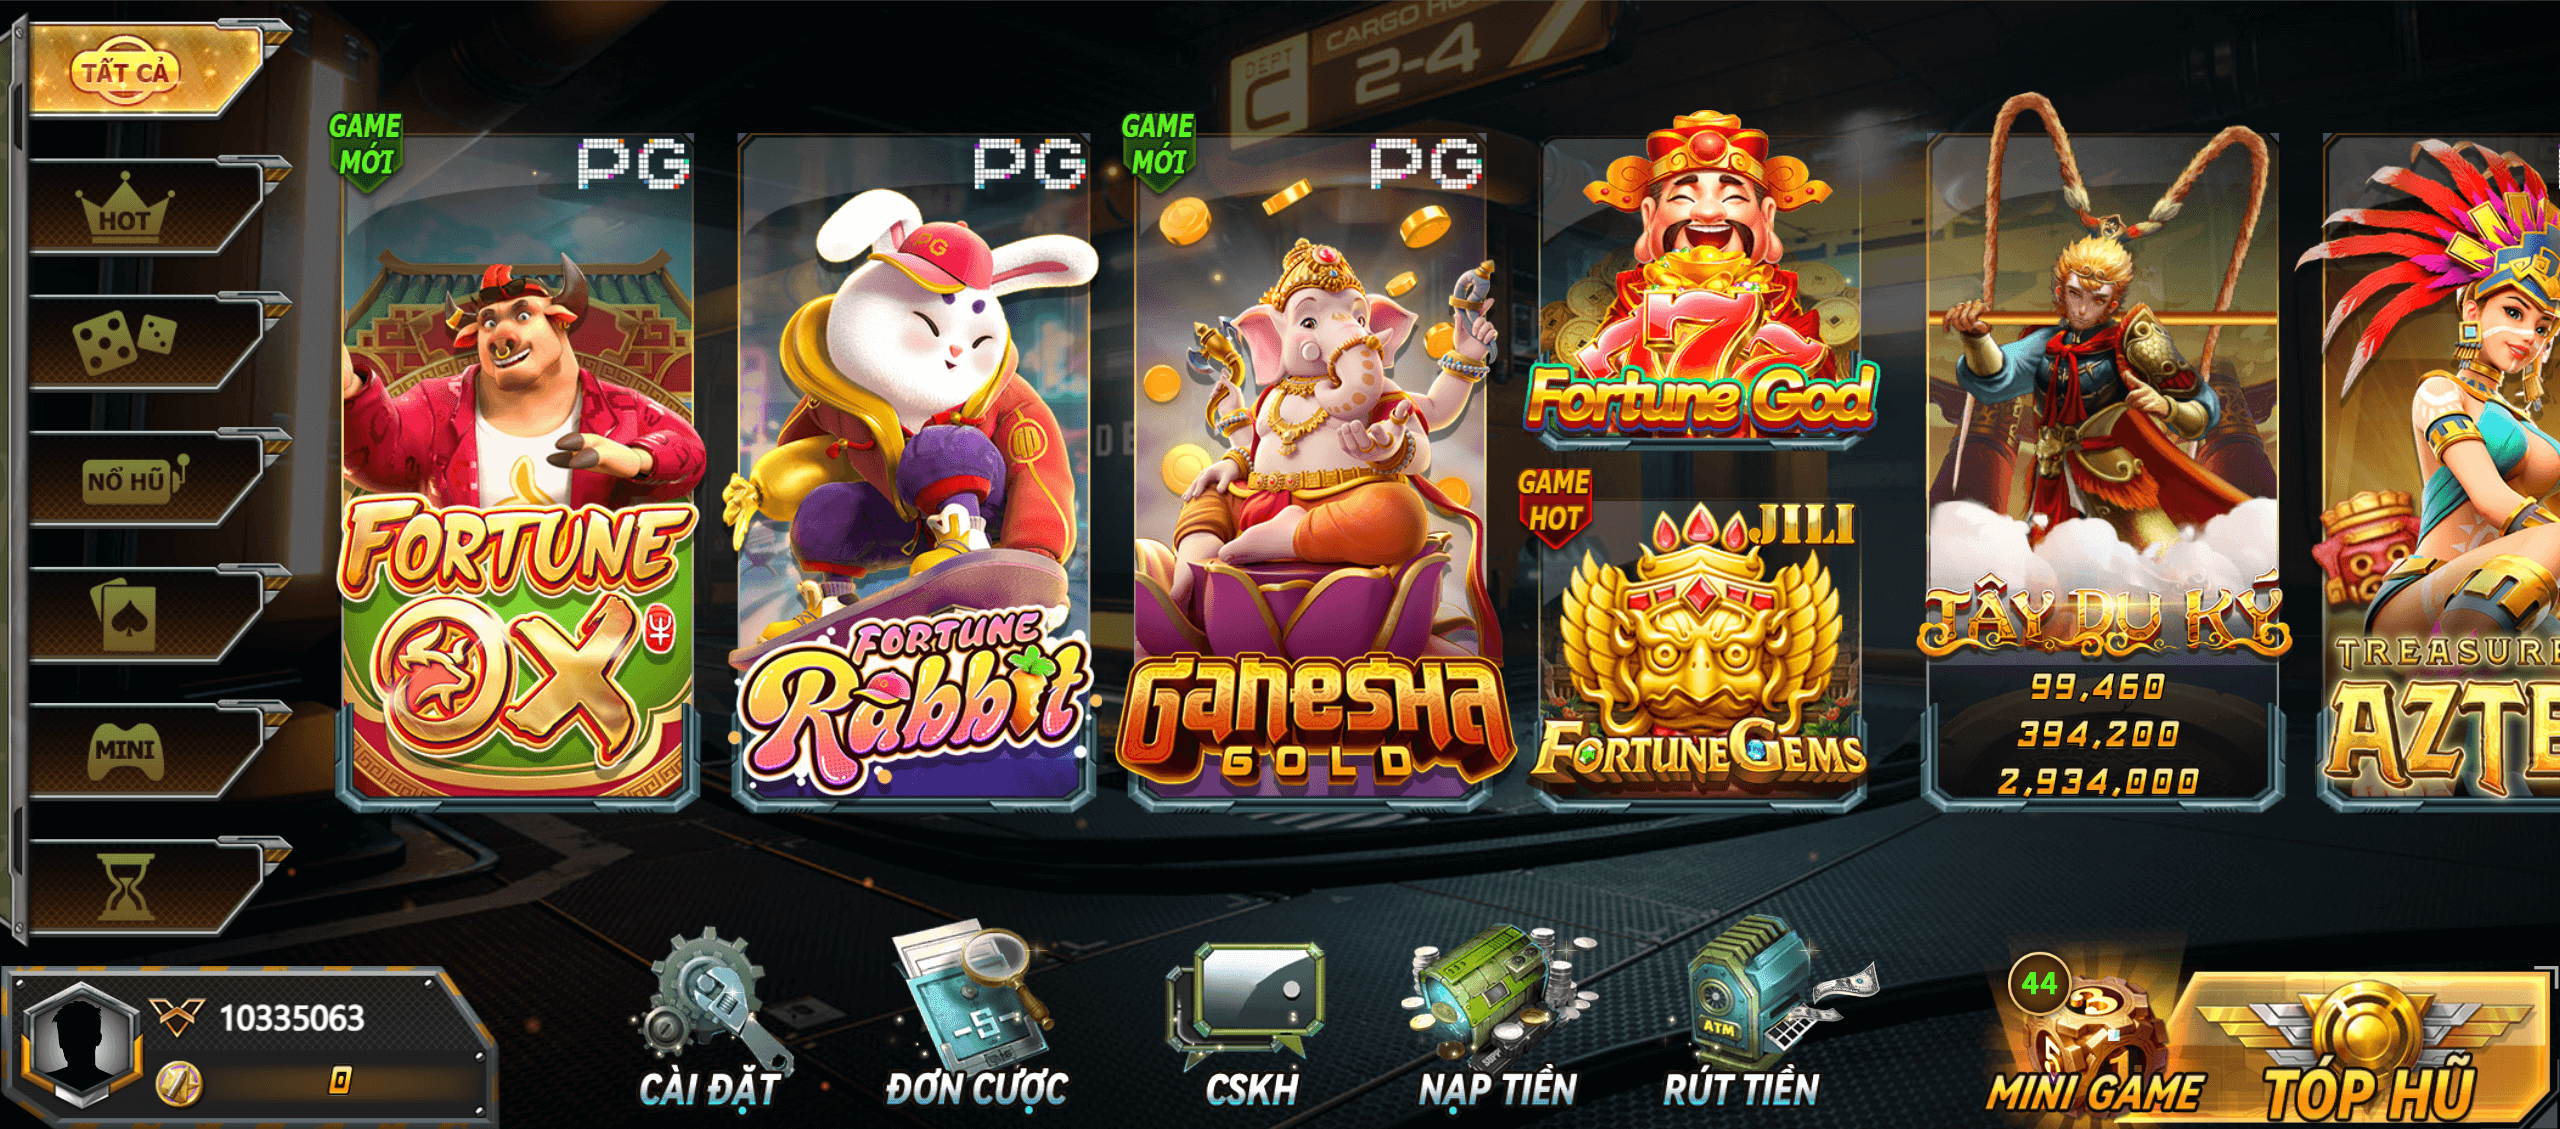 TẤT CẢ
HOT
NỔ HŨ
MINI
DEPT
C
CARGO
2-4
GAME
MỚI
PG
PG
FORTUNE
OX
PG
FORTUNE
Rabbit
GAME
MỚI
PG
GANESHA
GOLD
777
Fortune God
GAME
HOT
JILI
FORTUNE GEMS
TÂY DU KÝ
99,460
394,200
2,934,000
TREASURE
AZTE
10335063
0
CÀI ĐẶT
ĐƠN CƯỢC
CSKH
NẠP TIỀN
ATM
RÚT TIỀN
44
MINI GAME
TÓP HŨ